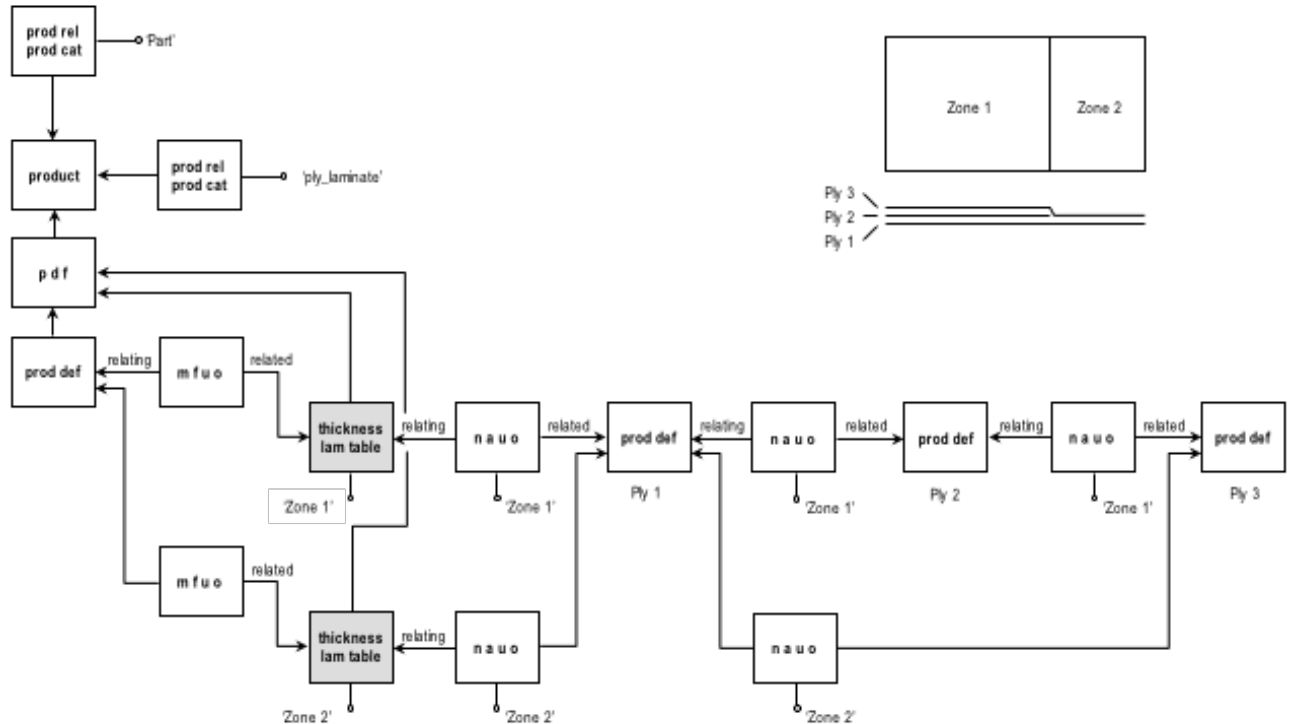 prod rel
prod cat
'Part'
product
prod rel
prod cat
'ply_laminate'
p d f
prod def
relating
m f u o
related
thickness
lam table
'Zone 1'
relating
n a u o
related
'Zone 1'
prod def
Ply 1
relating
n a u o
related
'Zone 1'
prod def
Ply 2
relating
n a u o
related
'Zone 1'
prod def
Ply 3
m f u o
related
thickness
lam table
'Zone 2'
relating
n a u o
'Zone 2'
n a u o
'Zone 2'
Zone 1
Zone 2
Ply 3
Ply 2
Ply 1